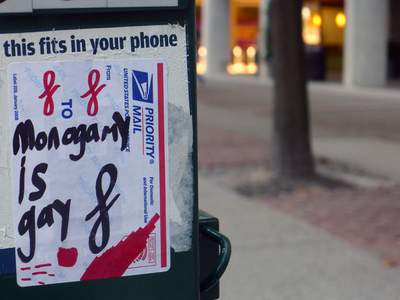 this fits in your phone
From:
UNITED STATES POSTAL SERVICE
PRIORITY MAIL
TO
Monogamy
is
gay